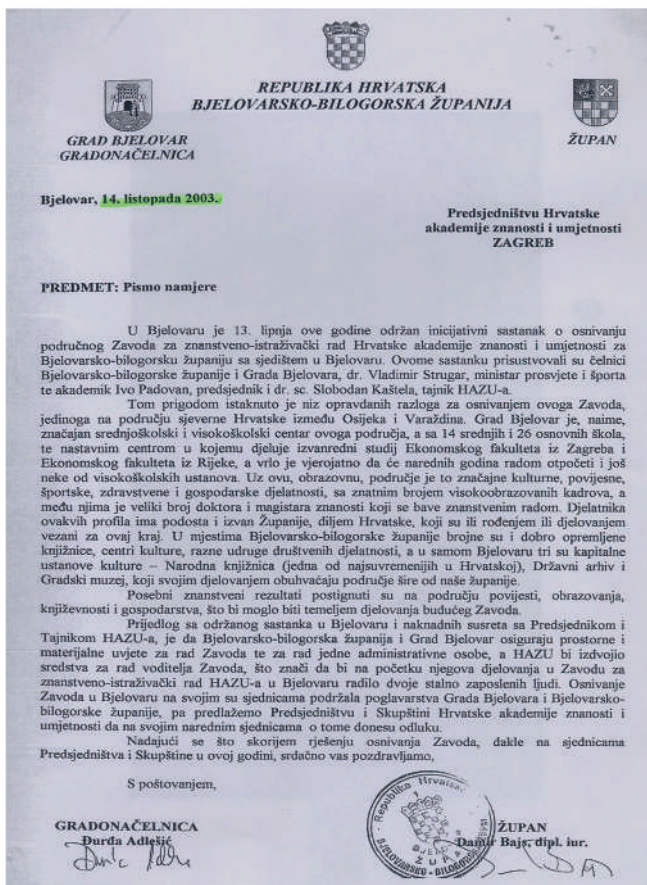 REPUBLIKA HRVATSKA
BJELOVARSKO-BILOGORSKA ŽUPANIJA
GRAD BJELOVAR
GRADONAČELNICA
ŽUPAN
Bjelovar, 14. listopada 2003.
Predsjedništvu Hrvatske
akademije znanosti i umjetnosti
ZAGREB
PREDMET: Pismo namjere
U Bjelovaru je 13. lipnja ove godine održan inicijativni sastanak o osnivanju
područnog Zavoda za znanstveno-istraživački rad Hrvatske akademije znanosti i umjetnosti za
Bjelovarsko-bilogorsku županiju sa sjedištem u Bjelovaru. Ovome sastanku prisustvovali su čelnici
Bjelovarsko-bilogorske županije i Grada Bjelovara, dr. Vladimir Strugar, ministar prosvjete i športa
te akademik Ivo Padovan, predsjednik i dr. sc. Slobodan Kaštela, tajnik HAZU-a.
Tom prigodom istaknuto je niz opravdanih razloga za osnivanjem ovoga Zavoda,
jedinoga na području sjeverne Hrvatske između Osijeka i Varaždina. Grad Bjelovar je, naime,
značajan srednjoškolski i visokoškolski centar ovoga područja, a sa 14 srednjih i 26 osnovnih škola,
te nastavnim centrom u kojemu djeluje izvanredni studij Ekonomskog fakulteta iz Zagreba i
Ekonomskog fakulteta iz Rijeke, a vrlo je vjerojatno da će narednih godina radom otpočeti i još
neke od visokoškolskih ustanova. Uz ovu, obrazovnu, područje je to značajne kulturne, povijesne,
športske, zdravstvene i gospodarske djelatnosti, sa znatnim brojem visokoobrazovanih kadrova, a
među njima je veliki broj doktora i magistara znanosti koji se bave znanstvenim radom. Djelatnika
ovakvih profila ima podosta i izvan Županije, diljem Hrvatske, koji su ili rođenjem ili djelovanjem
vezani za ovaj kraj. U mjestima Bjelovarsko-bilogorske županije brojne su i dobro opremljene
knjižnice, centri kulture, razne udruge društvenih djelatnosti, a u samom Bjelovaru tri su kapitalne
ustanove kulture – Narodna knjižnica (jedna od najsuvremenijih u Hrvatskoj), Državni arhiv i
Gradski muzej, koji svojim djelovanjem obuhvaćaju područje šire od naše županije.
Posebni znanstveni rezultati postignuti su na području povijesti, obrazovanja,
književnosti i gospodarstva, što bi moglo biti temeljem djelovanja budućeg Zavoda.
Prijedlog sa održanog sastanka u Bjelovaru i naknadnih susreta sa Predsjednikom i
Tajnikom HAZU-a, je da Bjelovarsko-bilogorska županija i Grad Bjelovar osiguraju prostorne i
materijalne uvjete za rad Zavoda te za rad jedne administrativne osobe, a HAZU bi izdvojio
sredstva za rad voditelja Zavoda, što znači da bi na početku njegova djelovanja u Zavodu za
znanstveno-istraživački rad HAZU-a u Bjelovaru radilo dvoje stalno zaposlenih ljudi. Osnivanje
Zavoda u Bjelovaru na svojim su sjednicama podržala poglavarstva Grada Bjelovara i Bjelovarsko-
bilogorske županije, pa predlažemo Predsjedništvu i Skupštini Hrvatske akademije znanosti i
umjetnosti da na svojim narednim sjednicama o tome donesu odluku.
Nadajući se što skorijem rješenju osnivanja Zavoda, dakle na sjednicama
Predsjedništva i Skupštine u ovoj godini, srdačno vas pozdravljamo,
S poštovanjem,
GRADONAČELNICA
Đurđa Adlešić
Republika Hrvatska
BJELOVARSKO-BILOGORSKA
ŽUPAN
ŽUPAN
Damir Bajs, dipl. iur.